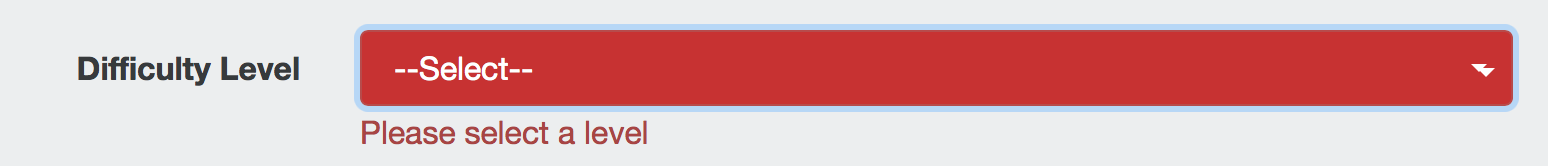 Difficulty Level
--Select--
Please select a level